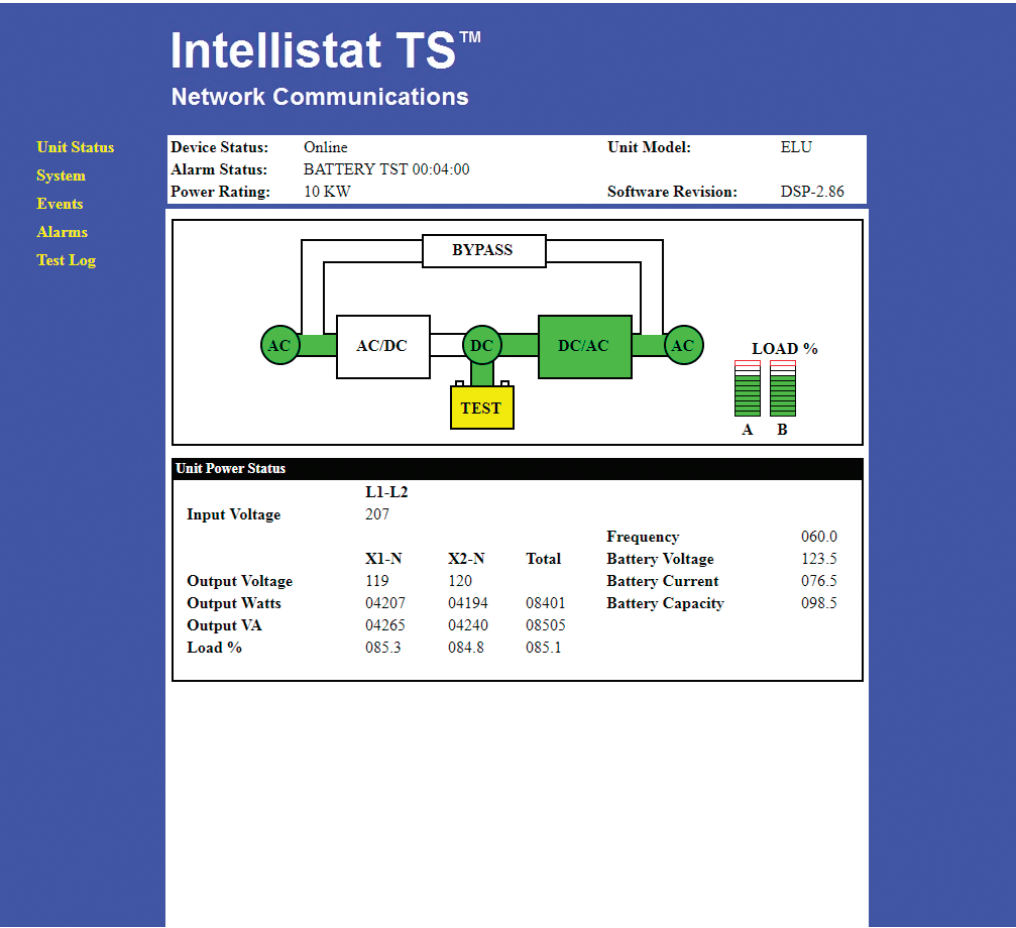 Intellistat TS™
Network Communications
Unit Status
System
Events
Alarms
Test Log
Device Status: Online Unit Model: ELU
Alarm Status: BATTERY TST 00:04:00
Power Rating: 10 KW Software Revision: DSP-2.86
BYPASS
AC AC/DC DC DC/AC AC
LOAD %
TEST
A B
Unit Power Status
L1-L2
Input Voltage 207
Frequency 060.0
X1-N X2-N Total Battery Voltage 123.5
Output Voltage 119 120 Battery Current 076.5
Output Watts 04207 04194 08401 Battery Capacity 098.5
Output VA 04265 04240 08505
Load % 085.3 084.8 085.1